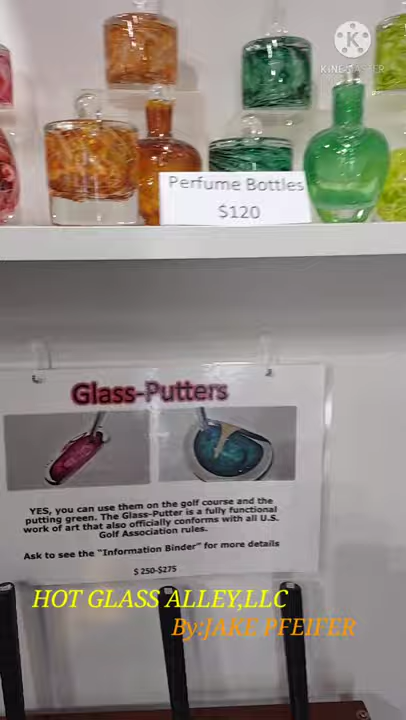 KINEMASTER
Perfume Bottles
$120
Glass-Putters
YES, you can use them on the golf course and the
putting green. The Glass-Putter is a fully functional
work of art that also officially conforms with all U.S.
Golf Association rules.
Ask to see the "Information Binder" for more details
$ 250-$275
HOT GLASS ALLEY,LLC
By:JAKE PFEIFER